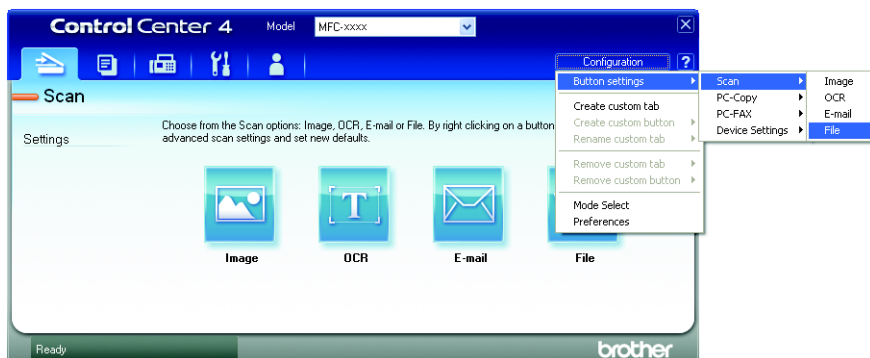 Control Center 4
Model
MFC-xxxx
Configuration
?
Scan
Settings
Choose from the Scan options: Image, OCR, E-mail or File. By right clicking on a button
advanced scan settings and set new defaults.
Image
OCR
E-mail
File
Button settings
Create custom tab
Create custom button
Rename custom tab
Remove custom tab
Remove custom button
Mode Select
Preferences
Scan
PC-Copy
PC-FAX
Device Settings
Image
OCR
E-mail
File
Ready
brother